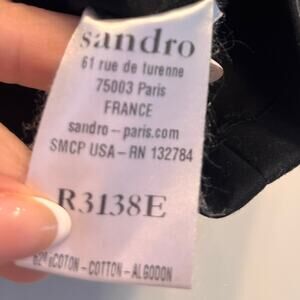 sandro
61 rue de turenne
75003 Paris
FRANCE
sandro-paris.com
SMCP USA-RN 132784
R3138E
COTON-COTTON-ALGODON